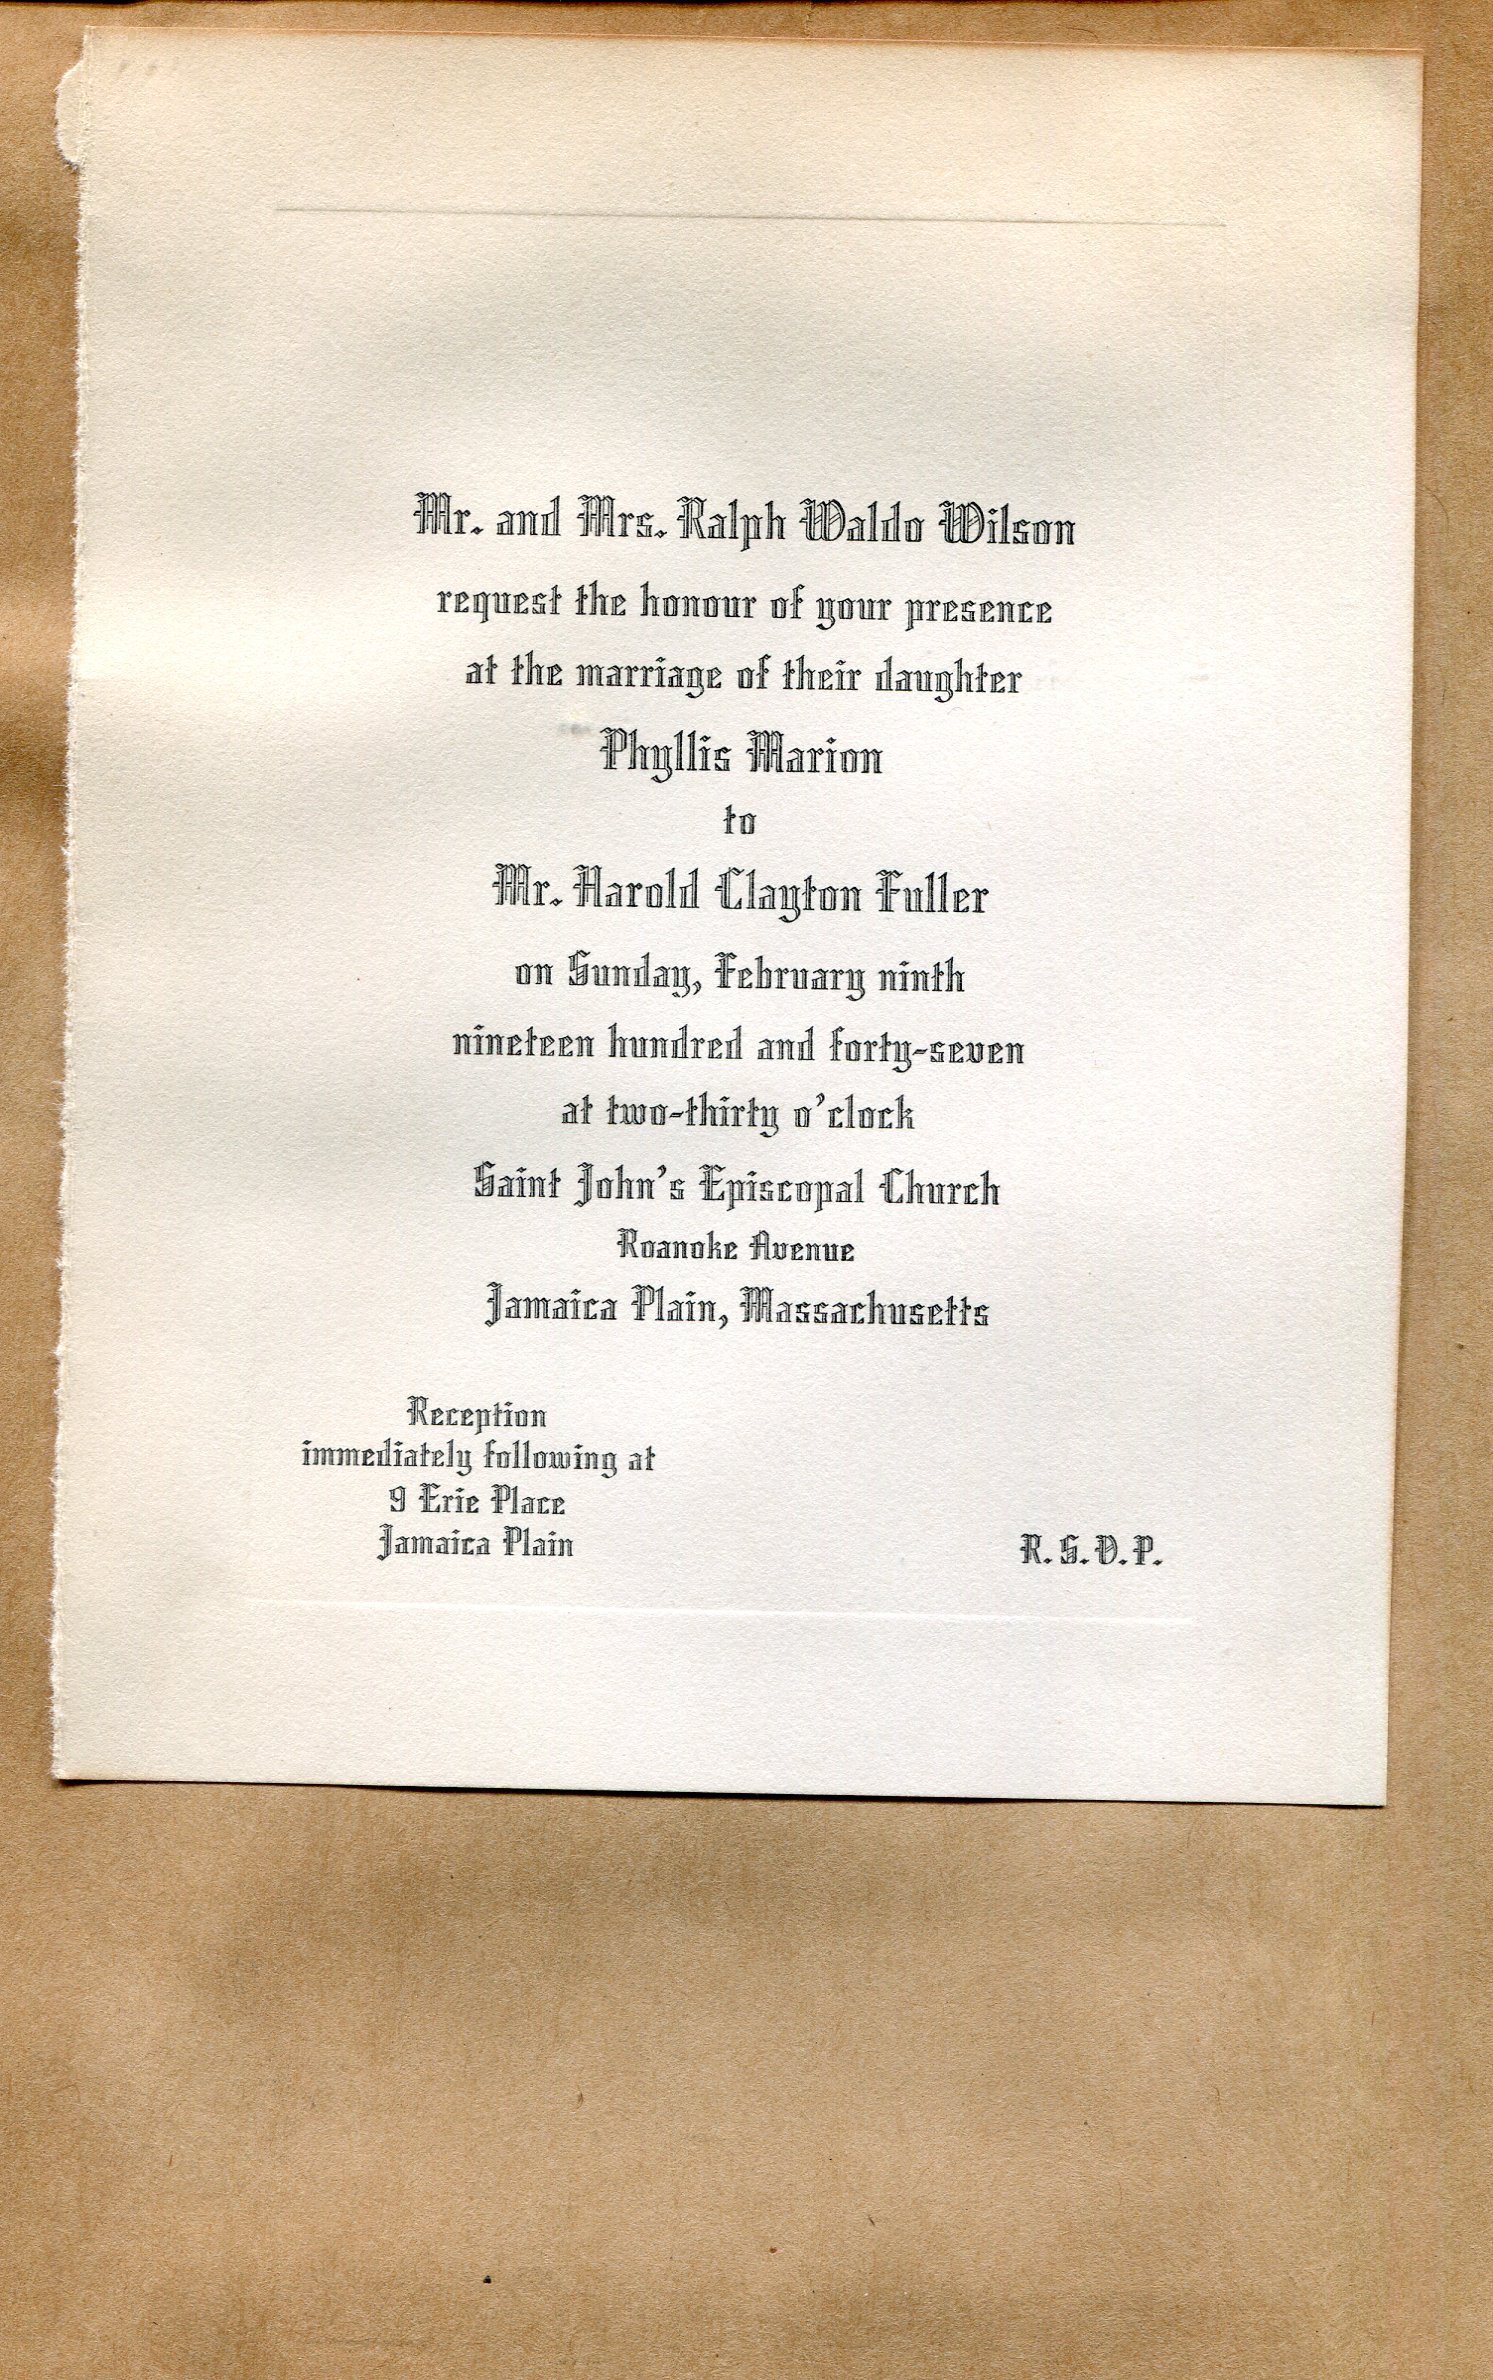 Mr. and Mrs. Ralph Waldo Wilson
request the honour of your presence
at the marriage of their daughter
Phyllis Marion
to
Mr. Harold Clayton Fuller
on Sunday, February ninth
nineteen hundred and forty-seven
at two-thirty o'clock
Saint John's Episcopal Church
Roanoke Avenue
Jamaica Plain, Massachusetts
Reception
immediately following at
9 Erie Place
Jamaica Plain
R. S. V. P.